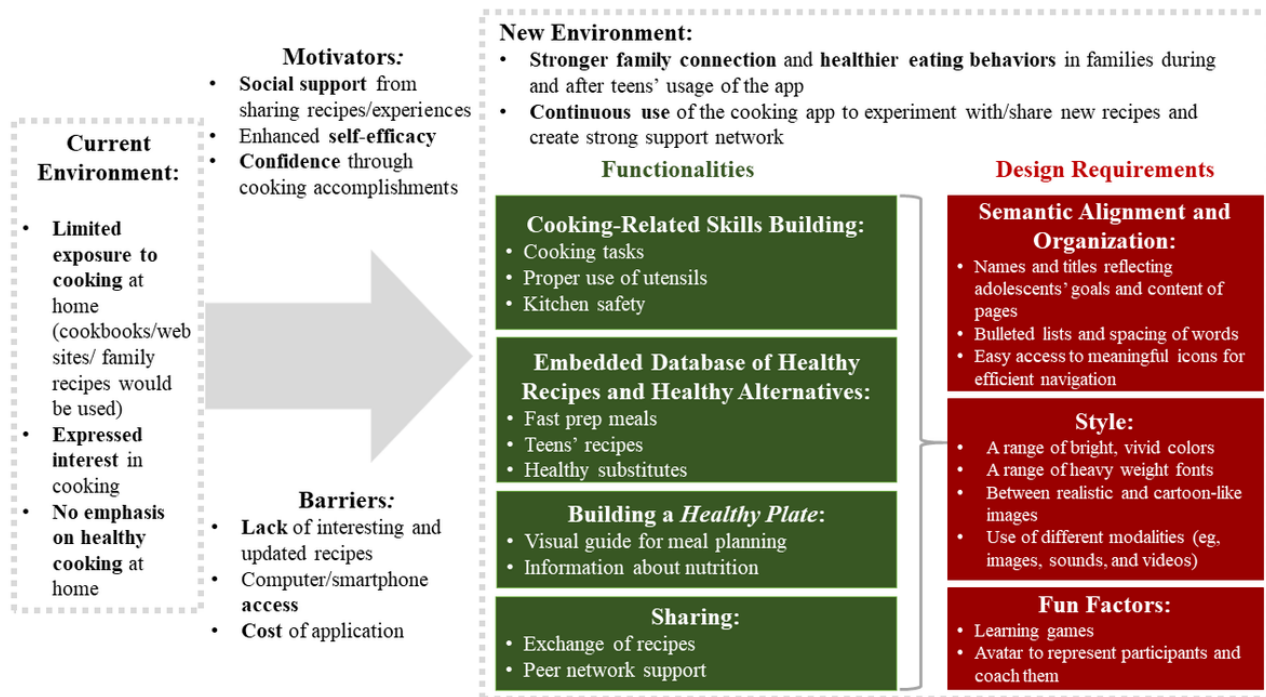 Current
Environment:
• Limited
exposure to
cooking at
home
(cookbooks/web
sites/ family
recipes would
be used)
• Expressed
interest in
cooking
• No emphasis
on healthy
cooking at
home
Motivators:
• Social support from
sharing recipes/experiences
• Enhanced self-efficacy
• Confidence through
cooking accomplishments
Barriers:
• Lack of interesting and
updated recipes
• Computer/smartphone
access
• Cost of application
New Environment:
• Stronger family connection and healthier eating behaviors in families during
and after teens' usage of the app
• Continuous use of the cooking app to experiment with/share new recipes and
create strong support network
Functionalities
Cooking-Related Skills Building:
• Cooking tasks
• Proper use of utensils
• Kitchen safety
Embedded Database of Healthy
Recipes and Healthy Alternatives:
• Fast prep meals
• Teens' recipes
• Healthy substitutes
Building a Healthy Plate:
• Visual guide for meal planning
• Information about nutrition
Sharing:
• Exchange of recipes
• Peer network support
Design Requirements
Semantic Alignment and
Organization:
• Names and titles reflecting
adolescents' goals and content of
pages
• Bulleted lists and spacing of words
• Easy access to meaningful icons for
efficient navigation
Style:
• A range of bright, vivid colors
• A range of heavy weight fonts
• Between realistic and cartoon-like
images
• Use of different modalities (eg,
images, sounds, and videos)
Fun Factors:
• Learning games
• Avatar to represent participants and
coach them